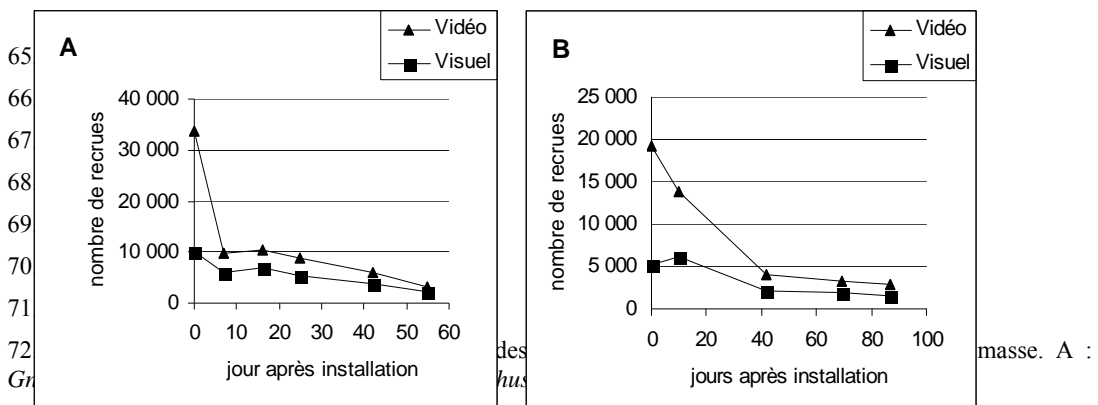 65
66
67
68
69
70
71
72 des masse. A :
A
Vidéo
Visuel
40 000
30 000
20 000
10 000
0
0 10 20 30 40 50 60
nombre de recrues
jour après installation
B
Vidéo
Visuel
25 000
20 000
15 000
10 000
5 000
0
0 20 40 60 80 100
nombre de recrues
jours après installation